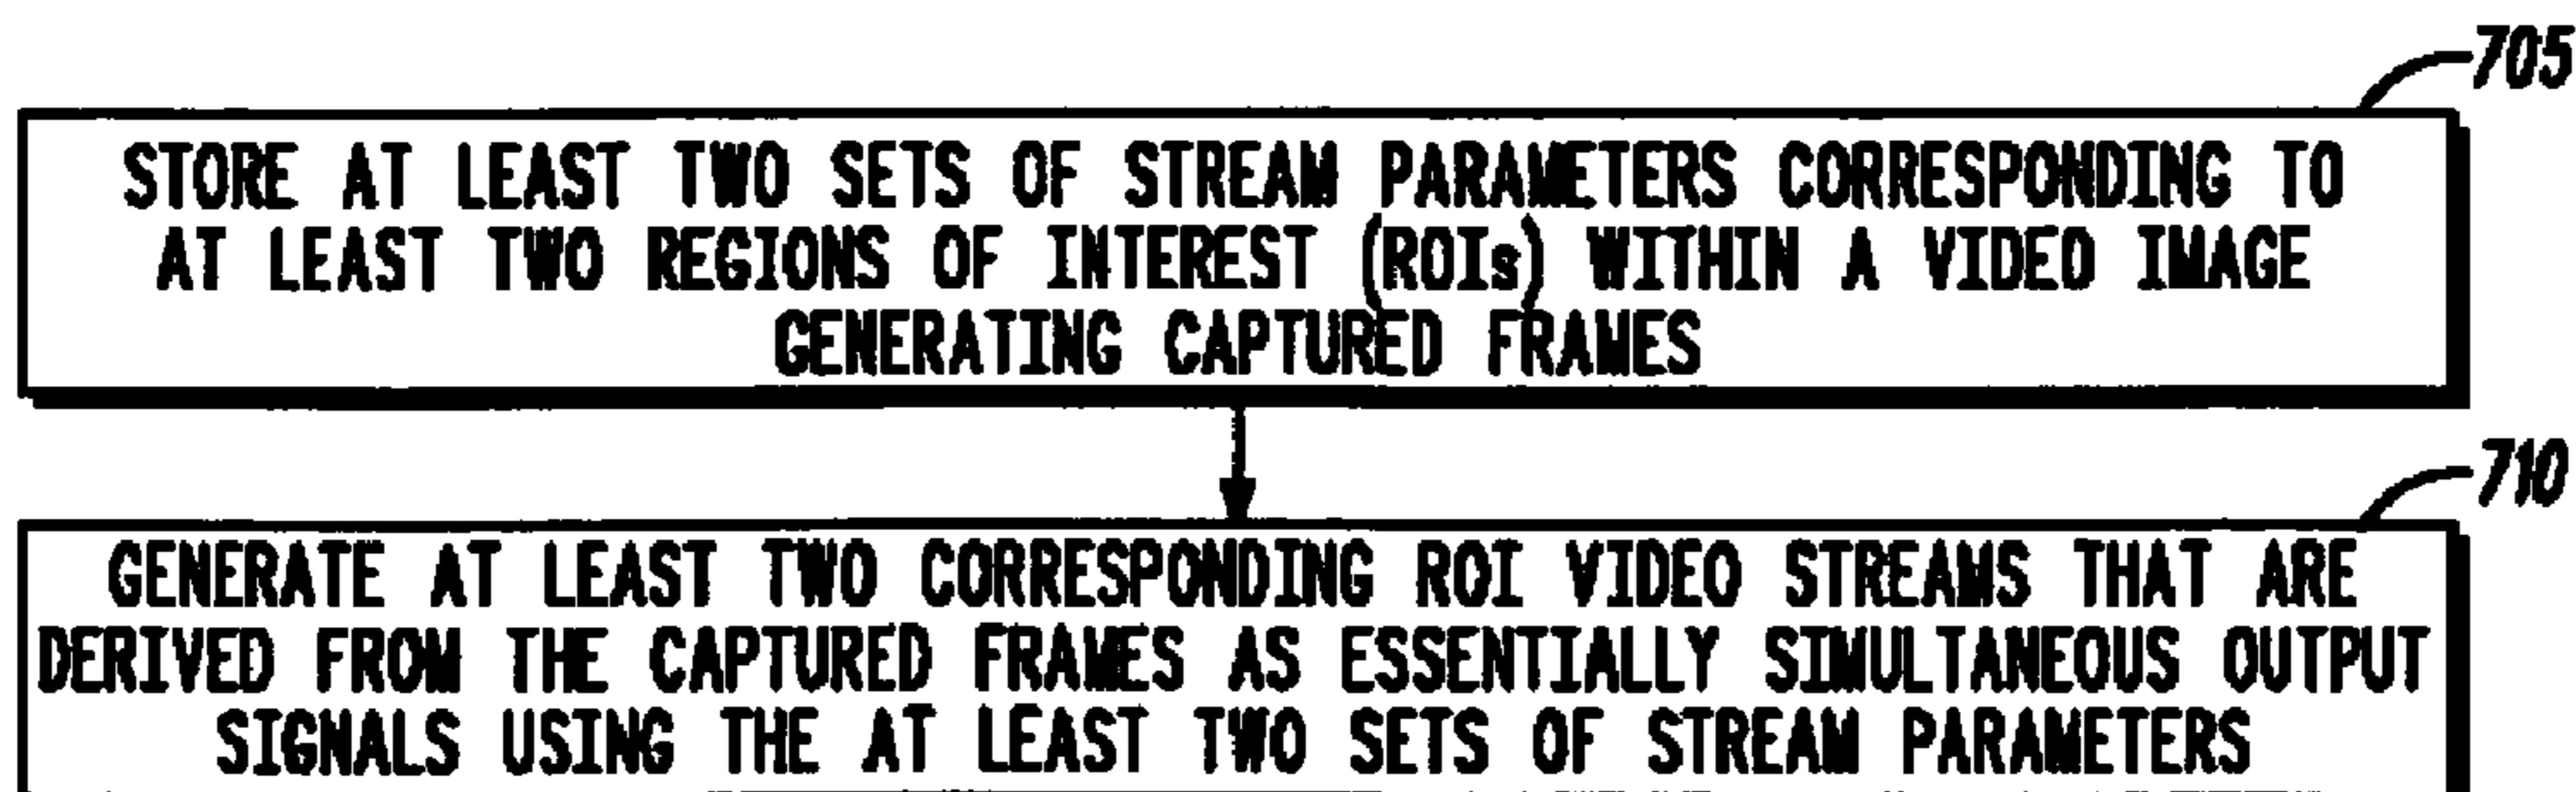 705
STORE AT LEAST TWO SETS OF STREAM PARAMETERS CORRESPONDING TO
AT LEAST TWO REGIONS OF INTEREST (ROIs) WITHIN A VIDEO IMAGE
GENERATING CAPTURED FRAMES
710
GENERATE AT LEAST TWO CORRESPONDING ROI VIDEO STREAMS THAT ARE
DERIVED FROM THE CAPTURED FRAMES AS ESSENTIALLY SIMULTANEOUS OUTPUT
SIGNALS USING THE AT LEAST TWO SETS OF STREAM PARAMETERS